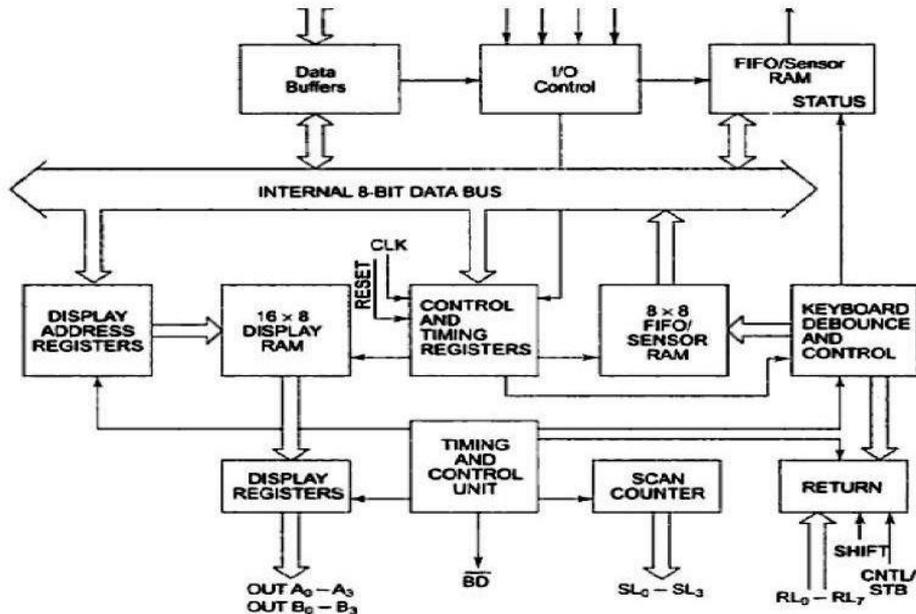 Data
Buffers
I/O
Control
FIFO/Sensor
RAM
STATUS
INTERNAL 8-BIT DATA BUS
CLK
RESET
DISPLAY
ADDRESS
REGISTERS
16 × 8
DISPLAY
RAM
CONTROL
AND
TIMING
REGISTERS
8 × 8
FIFO/
SENSOR
RAM
KEYBOARD
DEBOUNCE
AND
CONTROL
DISPLAY
REGISTERS
TIMING
AND
CONTROL
UNIT
SCAN
COUNTER
RETURN
OUT A₀ – A₃
OUT B₀ – B₃
B̅D̅
SL₀ – SL₃
RL₀ – RL₇
SHIFT
CNTL/
STB